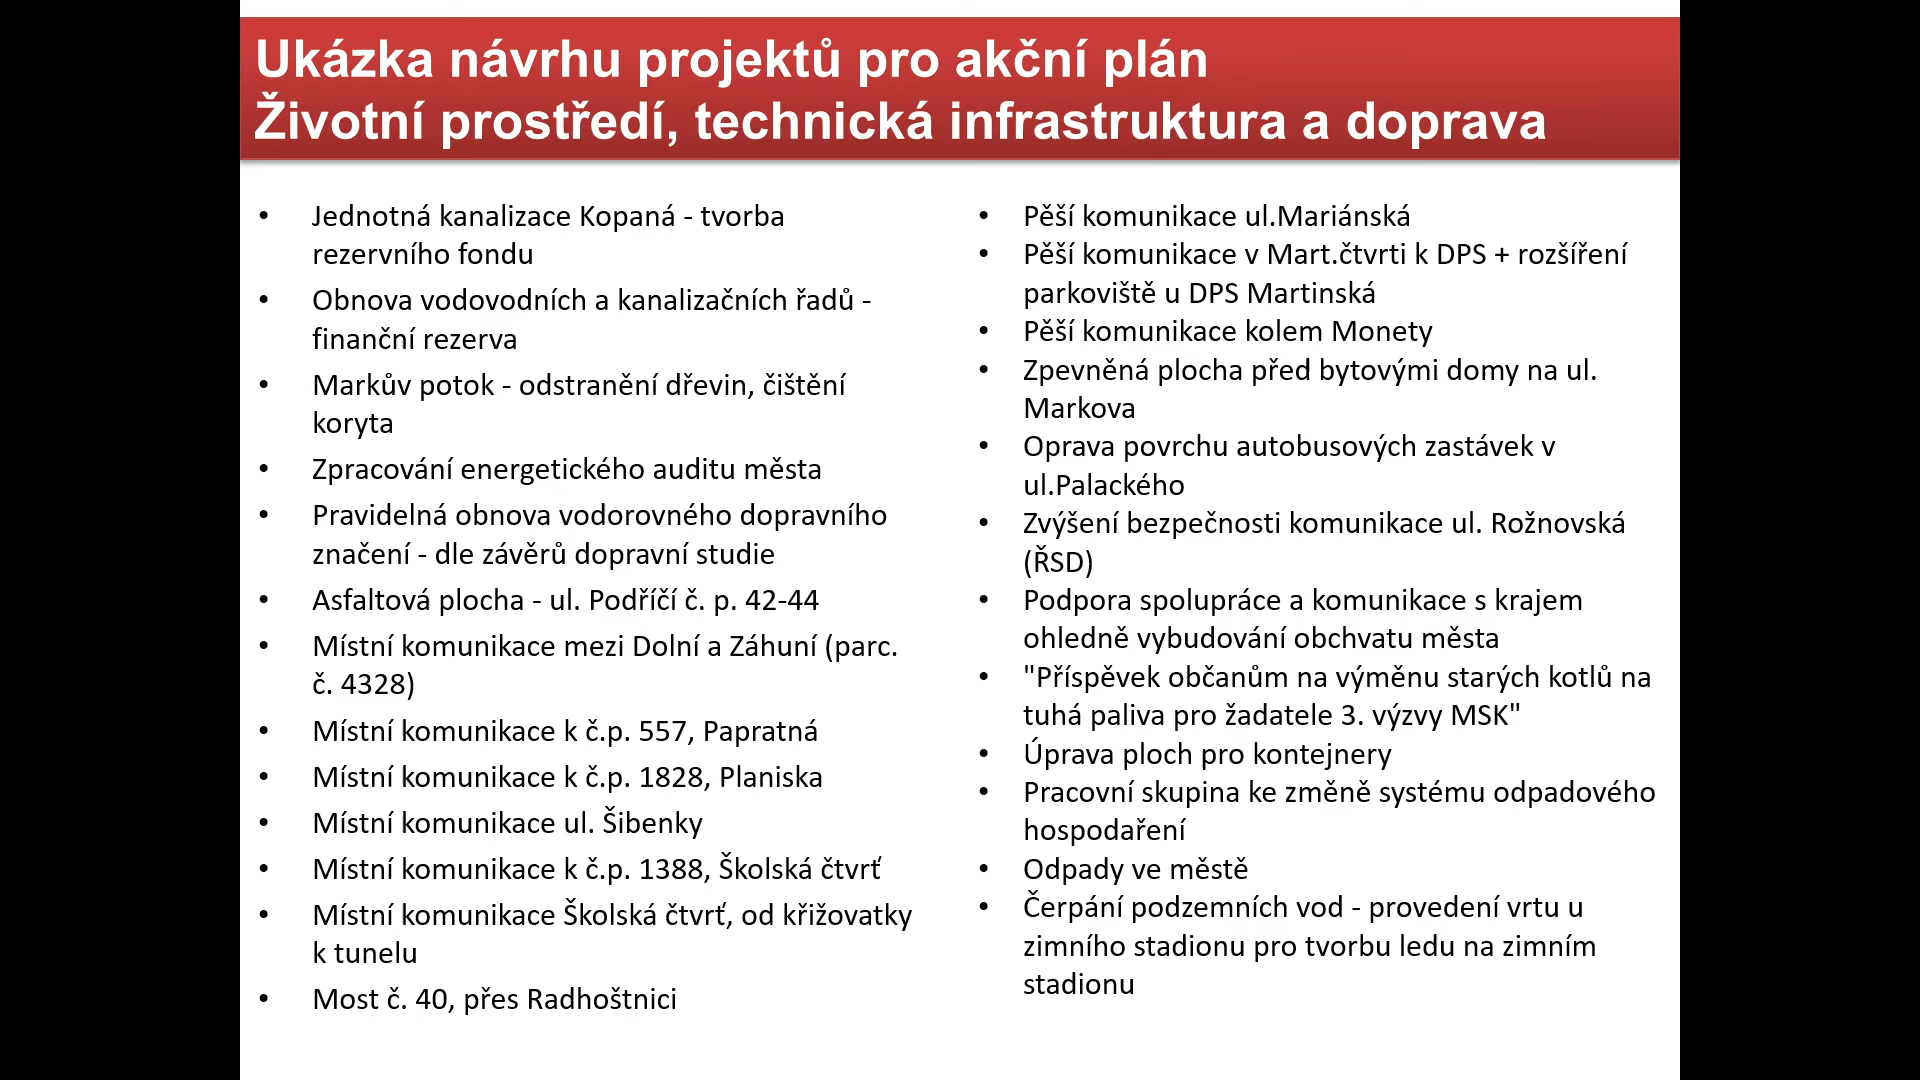 Ukázka návrhu projektů pro akční plán
Životní prostředí, technická infrastruktura a doprava
• Jednotná kanalizace Kopaná - tvorba
rezervního fondu
• Obnova vodovodních a kanalizačních řadů -
finanční rezerva
• Markův potok - odstranění dřevin, čištění
koryta
• Zpracování energetického auditu města
• Pravidelná obnova vodorovného dopravního
značení - dle závěrů dopravní studie
• Asfaltová plocha - ul. Podříčí č. p. 42-44
• Místní komunikace mezi Dolní a Záhuní (parc.
č. 4328)
• Místní komunikace k č.p. 557, Papratná
• Místní komunikace k č.p. 1828, Planiska
• Místní komunikace ul. Šibenky
• Místní komunikace k č.p. 1388, Školská čtvrť
• Místní komunikace Školská čtvrť, od křižovatky
k tunelu
• Most č. 40, přes Radhoštnici
• Pěší komunikace ul.Mariánská
• Pěší komunikace v Mart.čtvrti k DPS + rozšíření
parkoviště u DPS Martinská
• Pěší komunikace kolem Monety
• Zpevněná plocha před bytovými domy na ul.
Markova
• Oprava povrchu autobusových zastávek v
ul.Palackého
• Zvýšení bezpečnosti komunikace ul. Rožnovská
(ŘSD)
• Podpora spolupráce a komunikace s krajem
ohledně vybudování obchvatu města
• "Příspěvek občanům na výměnu starých kotlů na
tuhá paliva pro žadatele 3. výzvy MSK"
• Úprava ploch pro kontejnery
• Pracovní skupina ke změně systému odpadového
hospodaření
• Odpady ve městě
• Čerpání podzemních vod - provedení vrtu u
zimního stadionu pro tvorbu ledu na zimním
stadionu